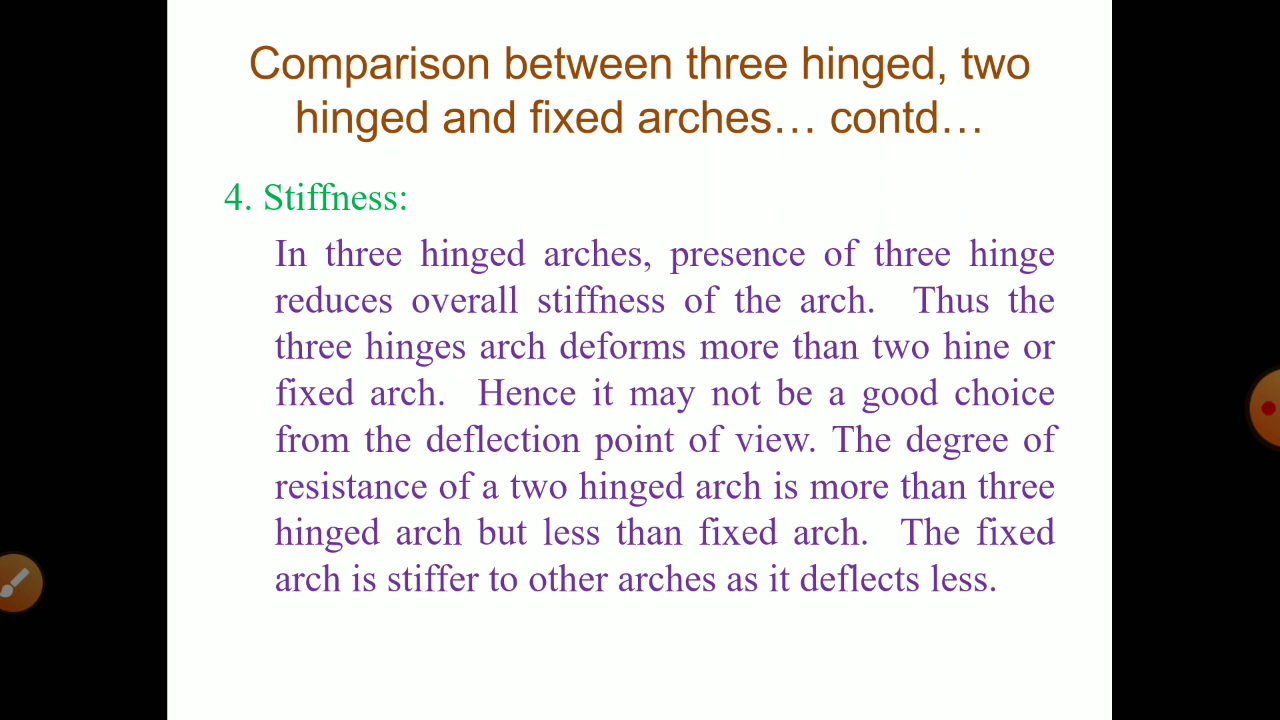 Comparison between three hinged, two
hinged and fixed arches… contd…
4. Stiffness:
In three hinged arches, presence of three hinge
reduces overall stiffness of the arch. Thus the
three hinges arch deforms more than two hine or
fixed arch. Hence it may not be a good choice
from the deflection point of view. The degree of
resistance of a two hinged arch is more than three
hinged arch but less than fixed arch. The fixed
arch is stiffer to other arches as it deflects less.